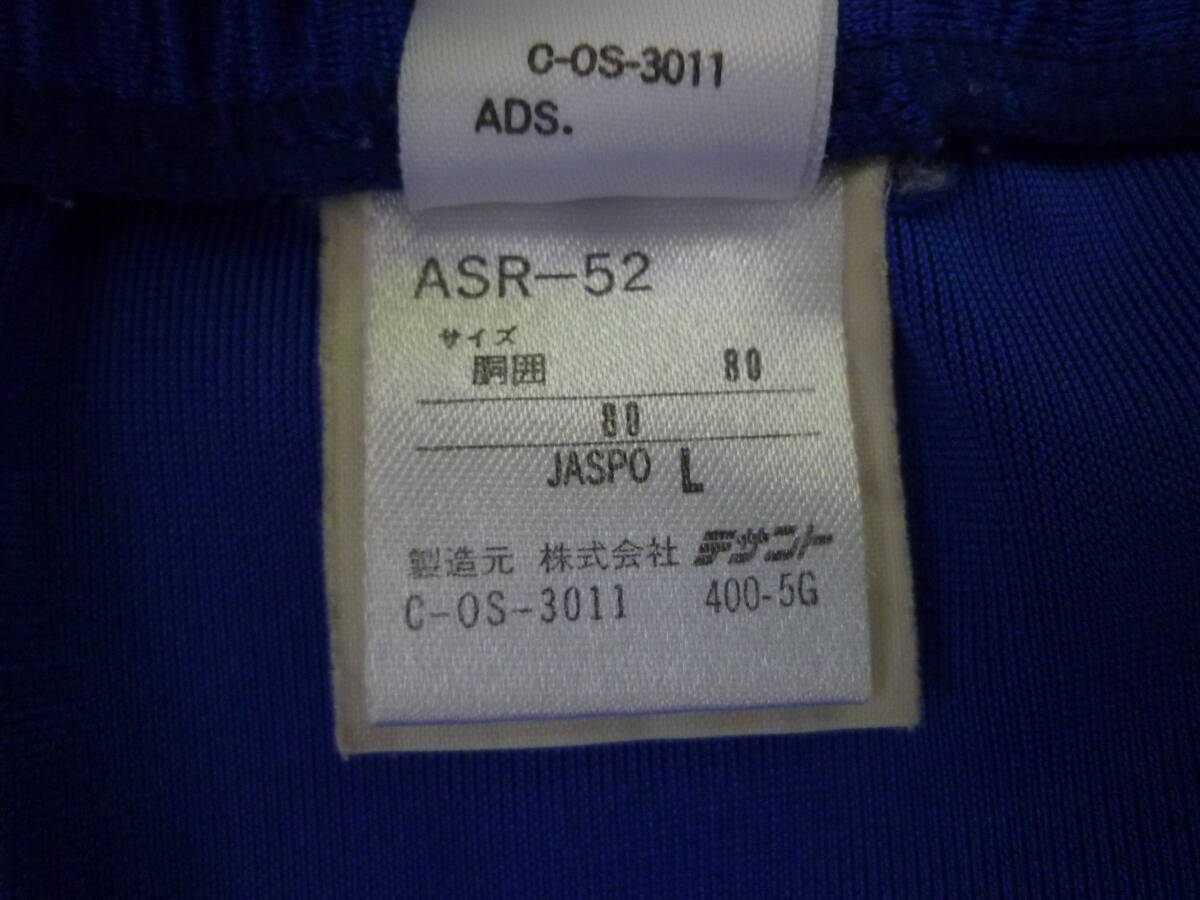 C-OS-3011
ADS.
ASR-52
サイズ
胴囲 80
80
JASPO L
製造元 株式会社 デサント
C-OS-3011 400-5G